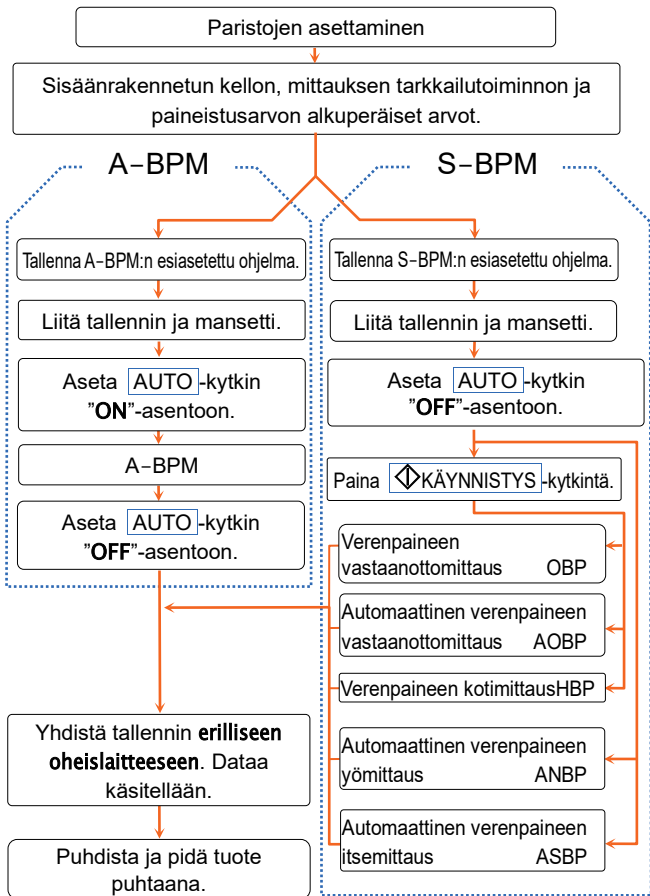 Paristojen asettaminen
Sisäänrakennetun kellon, mittauksen tarkkailutoiminnon ja
paineistusarvon alkuperäiset arvot.
A–BPM
Tallenna A–BPM:n esiasetettu ohjelma.
Liitä tallennin ja mansetti.
Aseta AUTO -kytkin
”ON”-asentoon.
A–BPM
Aseta AUTO -kytkin
”OFF”-asentoon.
S–BPM
Tallenna S–BPM:n esiasetettu ohjelma.
Liitä tallennin ja mansetti.
Aseta AUTO -kytkin
”OFF”-asentoon.
Paina KÄYNNISTYS -kytkintä.
Verenpaineen
vastaanottomittaus OBP
Automaattinen verenpaineen
vastaanottomittaus AOBP
Verenpaineen kotimittausHBP
Automaattinen verenpaineen
yömittaus ANBP
Automaattinen verenpaineen
itsemittaus ASBP
Yhdistä tallennin erilliseen
oheislaitteeseen. Dataa
käsitellään.
Puhdista ja pidä tuote
puhtaana.